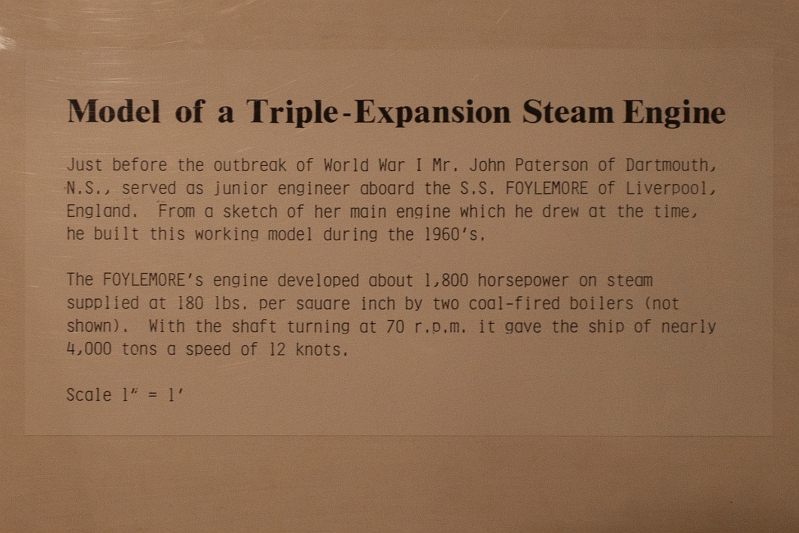 Model of a Triple-Expansion Steam Engine
Just before the outbreak of World War I Mr. John Paterson of Dartmouth,
N.S., served as junior engineer aboard the S.S. FOYLEMORE of Liverpool,
England.  From a sketch of her main engine which he drew at the time,
he built this working model during the 1960's.
The FOYLEMORE's engine developed about 1,800 horsepower on steam
supplied at 180 lbs. per square inch by two coal-fired boilers (not
shown).  With the shaft turning at 70 r.p.m. it gave the ship of nearly
4,000 tons a speed of 12 knots.
Scale 1" = 1'